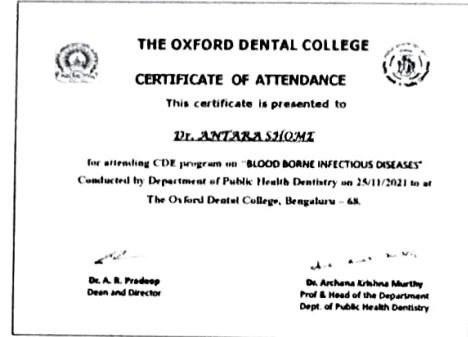 THE OXFORD DENTAL COLLEGE
CERTIFICATE OF ATTENDANCE
This certificate is presented to
Dr. ANTARA SHOME
for attending CDE program on "BLOOD BORNE INFECTIOUS DISEASES"
Conducted by Department of Public Health Dentistry on 25/11/2021 to at
The Oxford Dental College, Bengaluru – 68.
Dr. A. R. Pradeep
Dean and Director
Dr. Archana Krishna Murthy
Prof & Head of the Department
Dept. of Public Health Dentistry